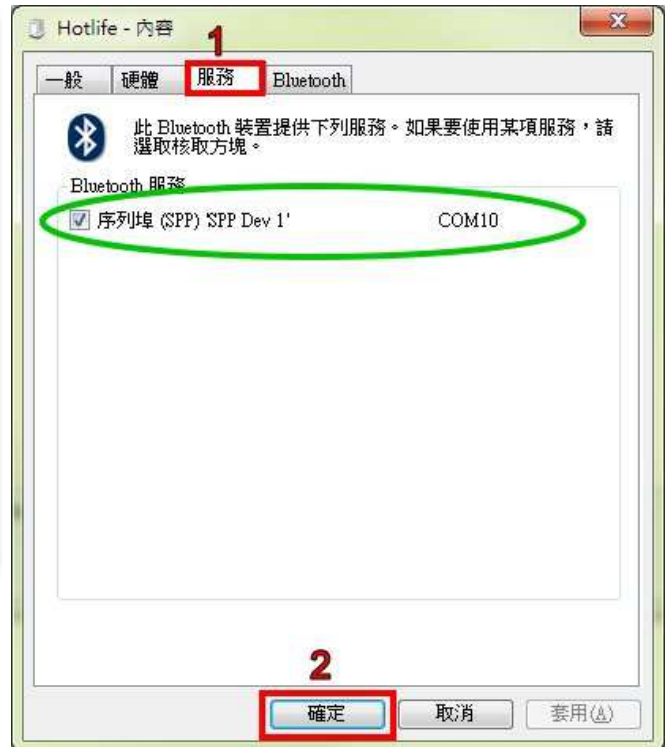 Hotlife - 內容
1
一般 硬體 服務 Bluetooth
此 Bluetooth 裝置提供下列服務。如果要使用某項服務，請
選取核取方塊。
Bluetooth 服務
序列埠 (SPP) 'SPP Dev 1' COM10
2
確定 取消 套用(A)